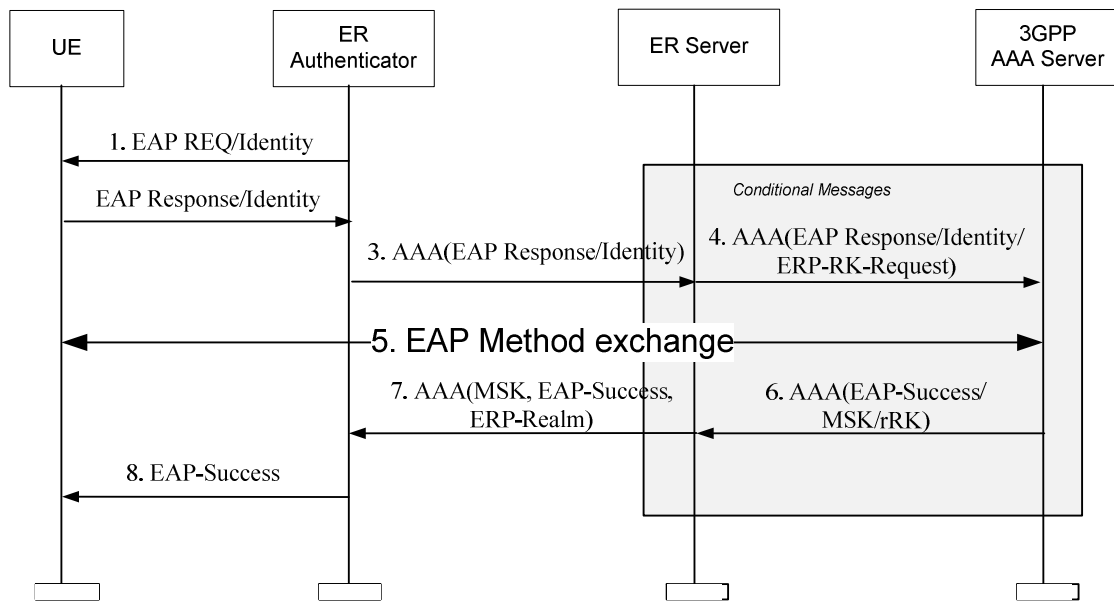 UE
ER
Authenticator
ER Server
3GPP
AAA Server
1. EAP REQ/Identity
Conditional Messages
EAP Response/Identity
3. AAA(EAP Response/Identity)
4. AAA(EAP Response/Identity/
ERP-RK-Request)
5. EAP Method exchange
7. AAA(MSK, EAP-Success,
ERP-Realm)
6. AAA(EAP-Success/
MSK/rRK)
8. EAP-Success